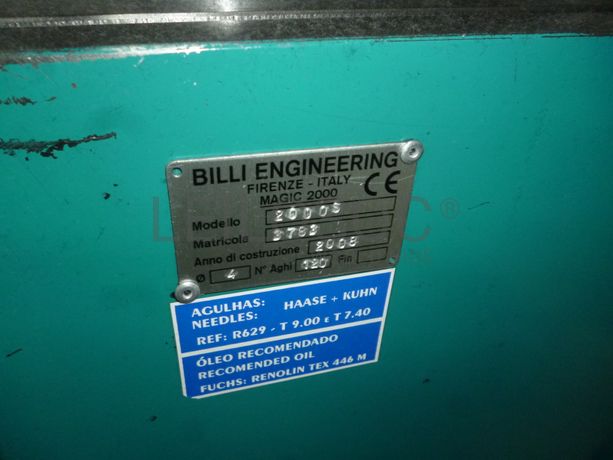 BILLI ENGINEERING
FIRENZE - ITALY
MAGIC 2000
CE
Modello 2000S
Matricola 3763
Anno di costruzione 2008
Ø 4 N° Aghi 120 Fin
AGULHAS: HAASE + KUHN
NEEDLES:
REF: R629 - T 9.00 E T 7.40
ÓLEO RECOMENDADO
RECOMENDED OIL
FUCHS: RENOLIN TEX 446 M